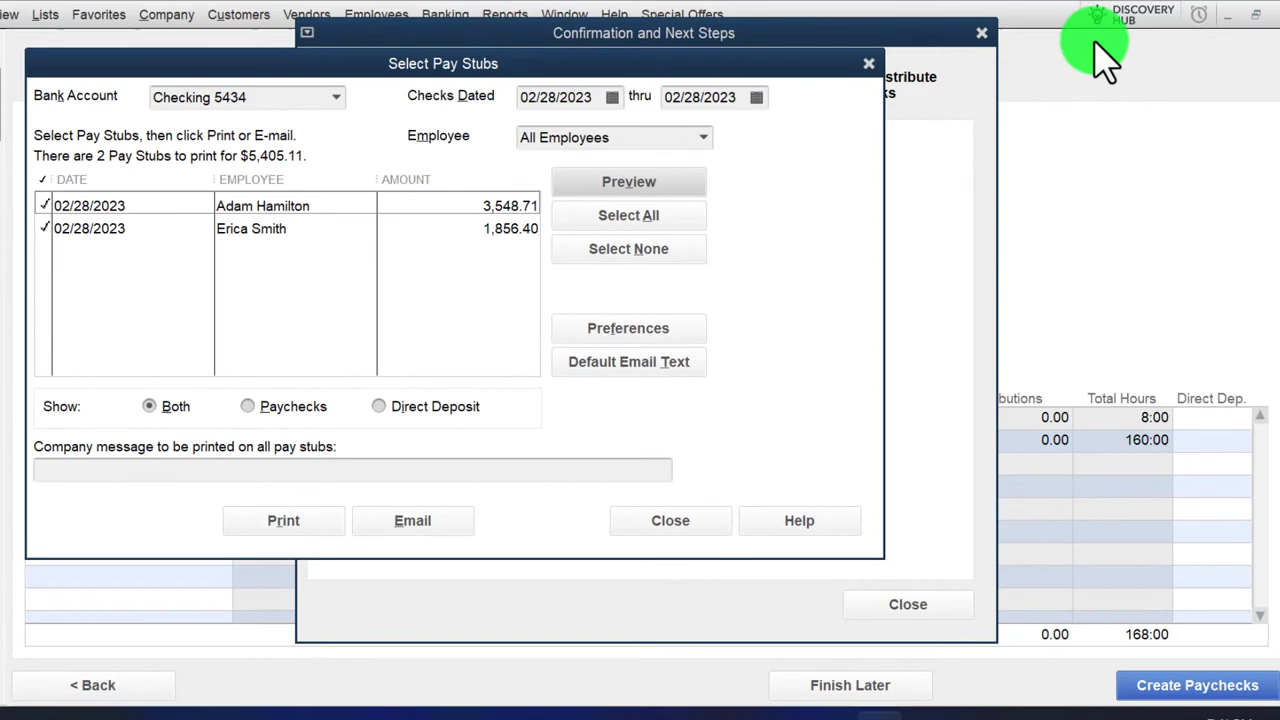 iew Lists Favorites Company Customers Vendors Employees Banking Reports Window Help Special Offers
DISCOVERY
HUB
Confirmation and Next Steps
Select Pay Stubs
stribute
ks
Bank Account Checking 5434 Checks Dated 02/28/2023 thru 02/28/2023
Select Pay Stubs, then click Print or E-mail.
Employee All Employees
There are 2 Pay Stubs to print for $5,405.11.
✓ DATE EMPLOYEE AMOUNT
✓ 02/28/2023 Adam Hamilton 3,548.71
✓ 02/28/2023 Erica Smith 1,856.40
Preview
Select All
Select None
Preferences
Default Email Text
Show: Both Paychecks Direct Deposit
Company message to be printed on all pay stubs:
Print Email Close Help
butions Total Hours Direct Dep.
0.00 8:00
0.00 160:00
Close
0.00 168:00
< Back Finish Later Create Paychecks